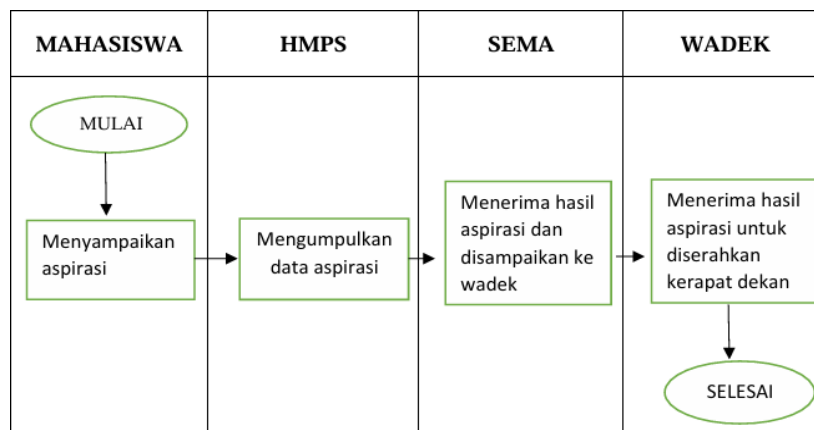 MAHASISWA
HMPS
SEMA
WADEK
MULAI
Menyampaikan
aspirasi
Mengumpulkan
data aspirasi
Menerima hasil
aspirasi dan
disampaikan ke
wadek
Menerima hasil
aspirasi untuk
diserahkan
kerapat dekan
SELESAI